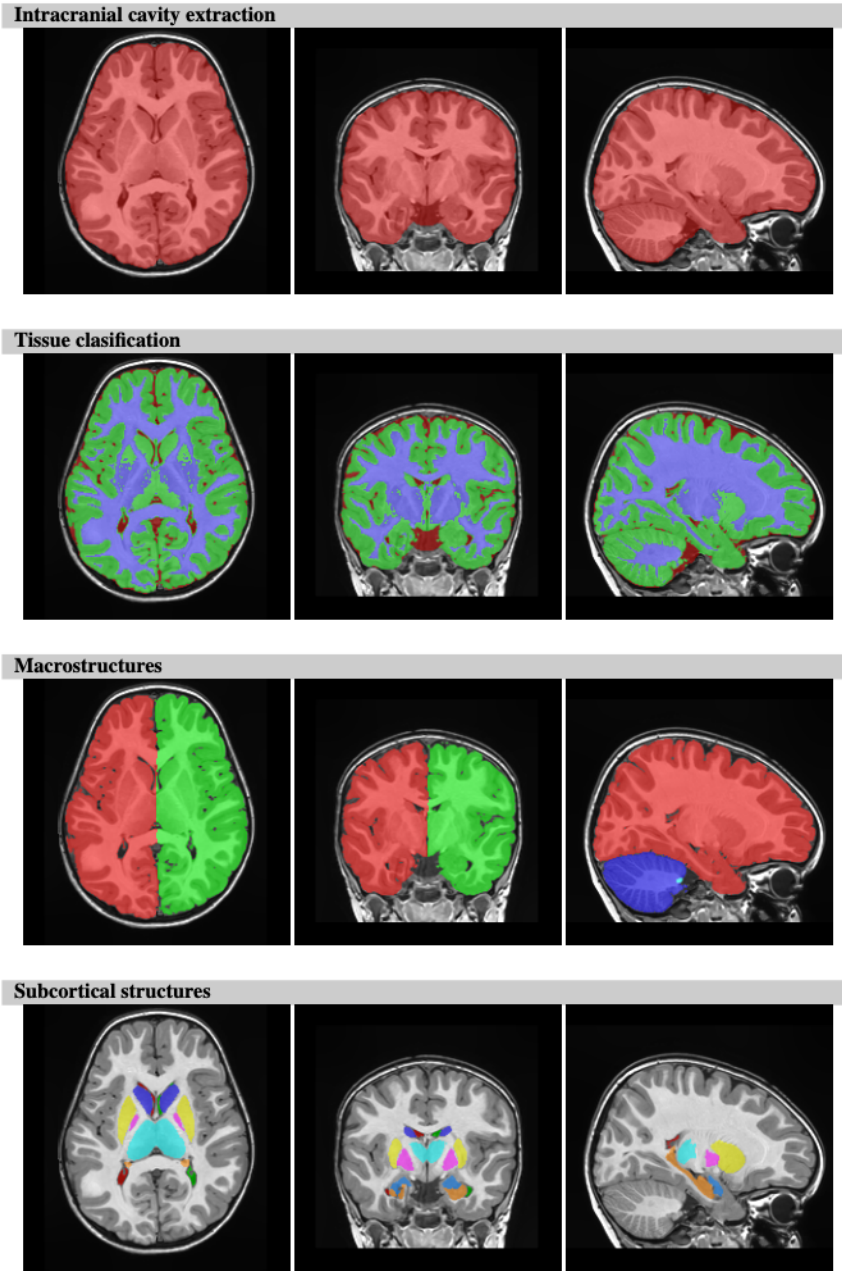 Intracranial cavity extraction
Tissue clasification
Macrostructures
Subcortical structures